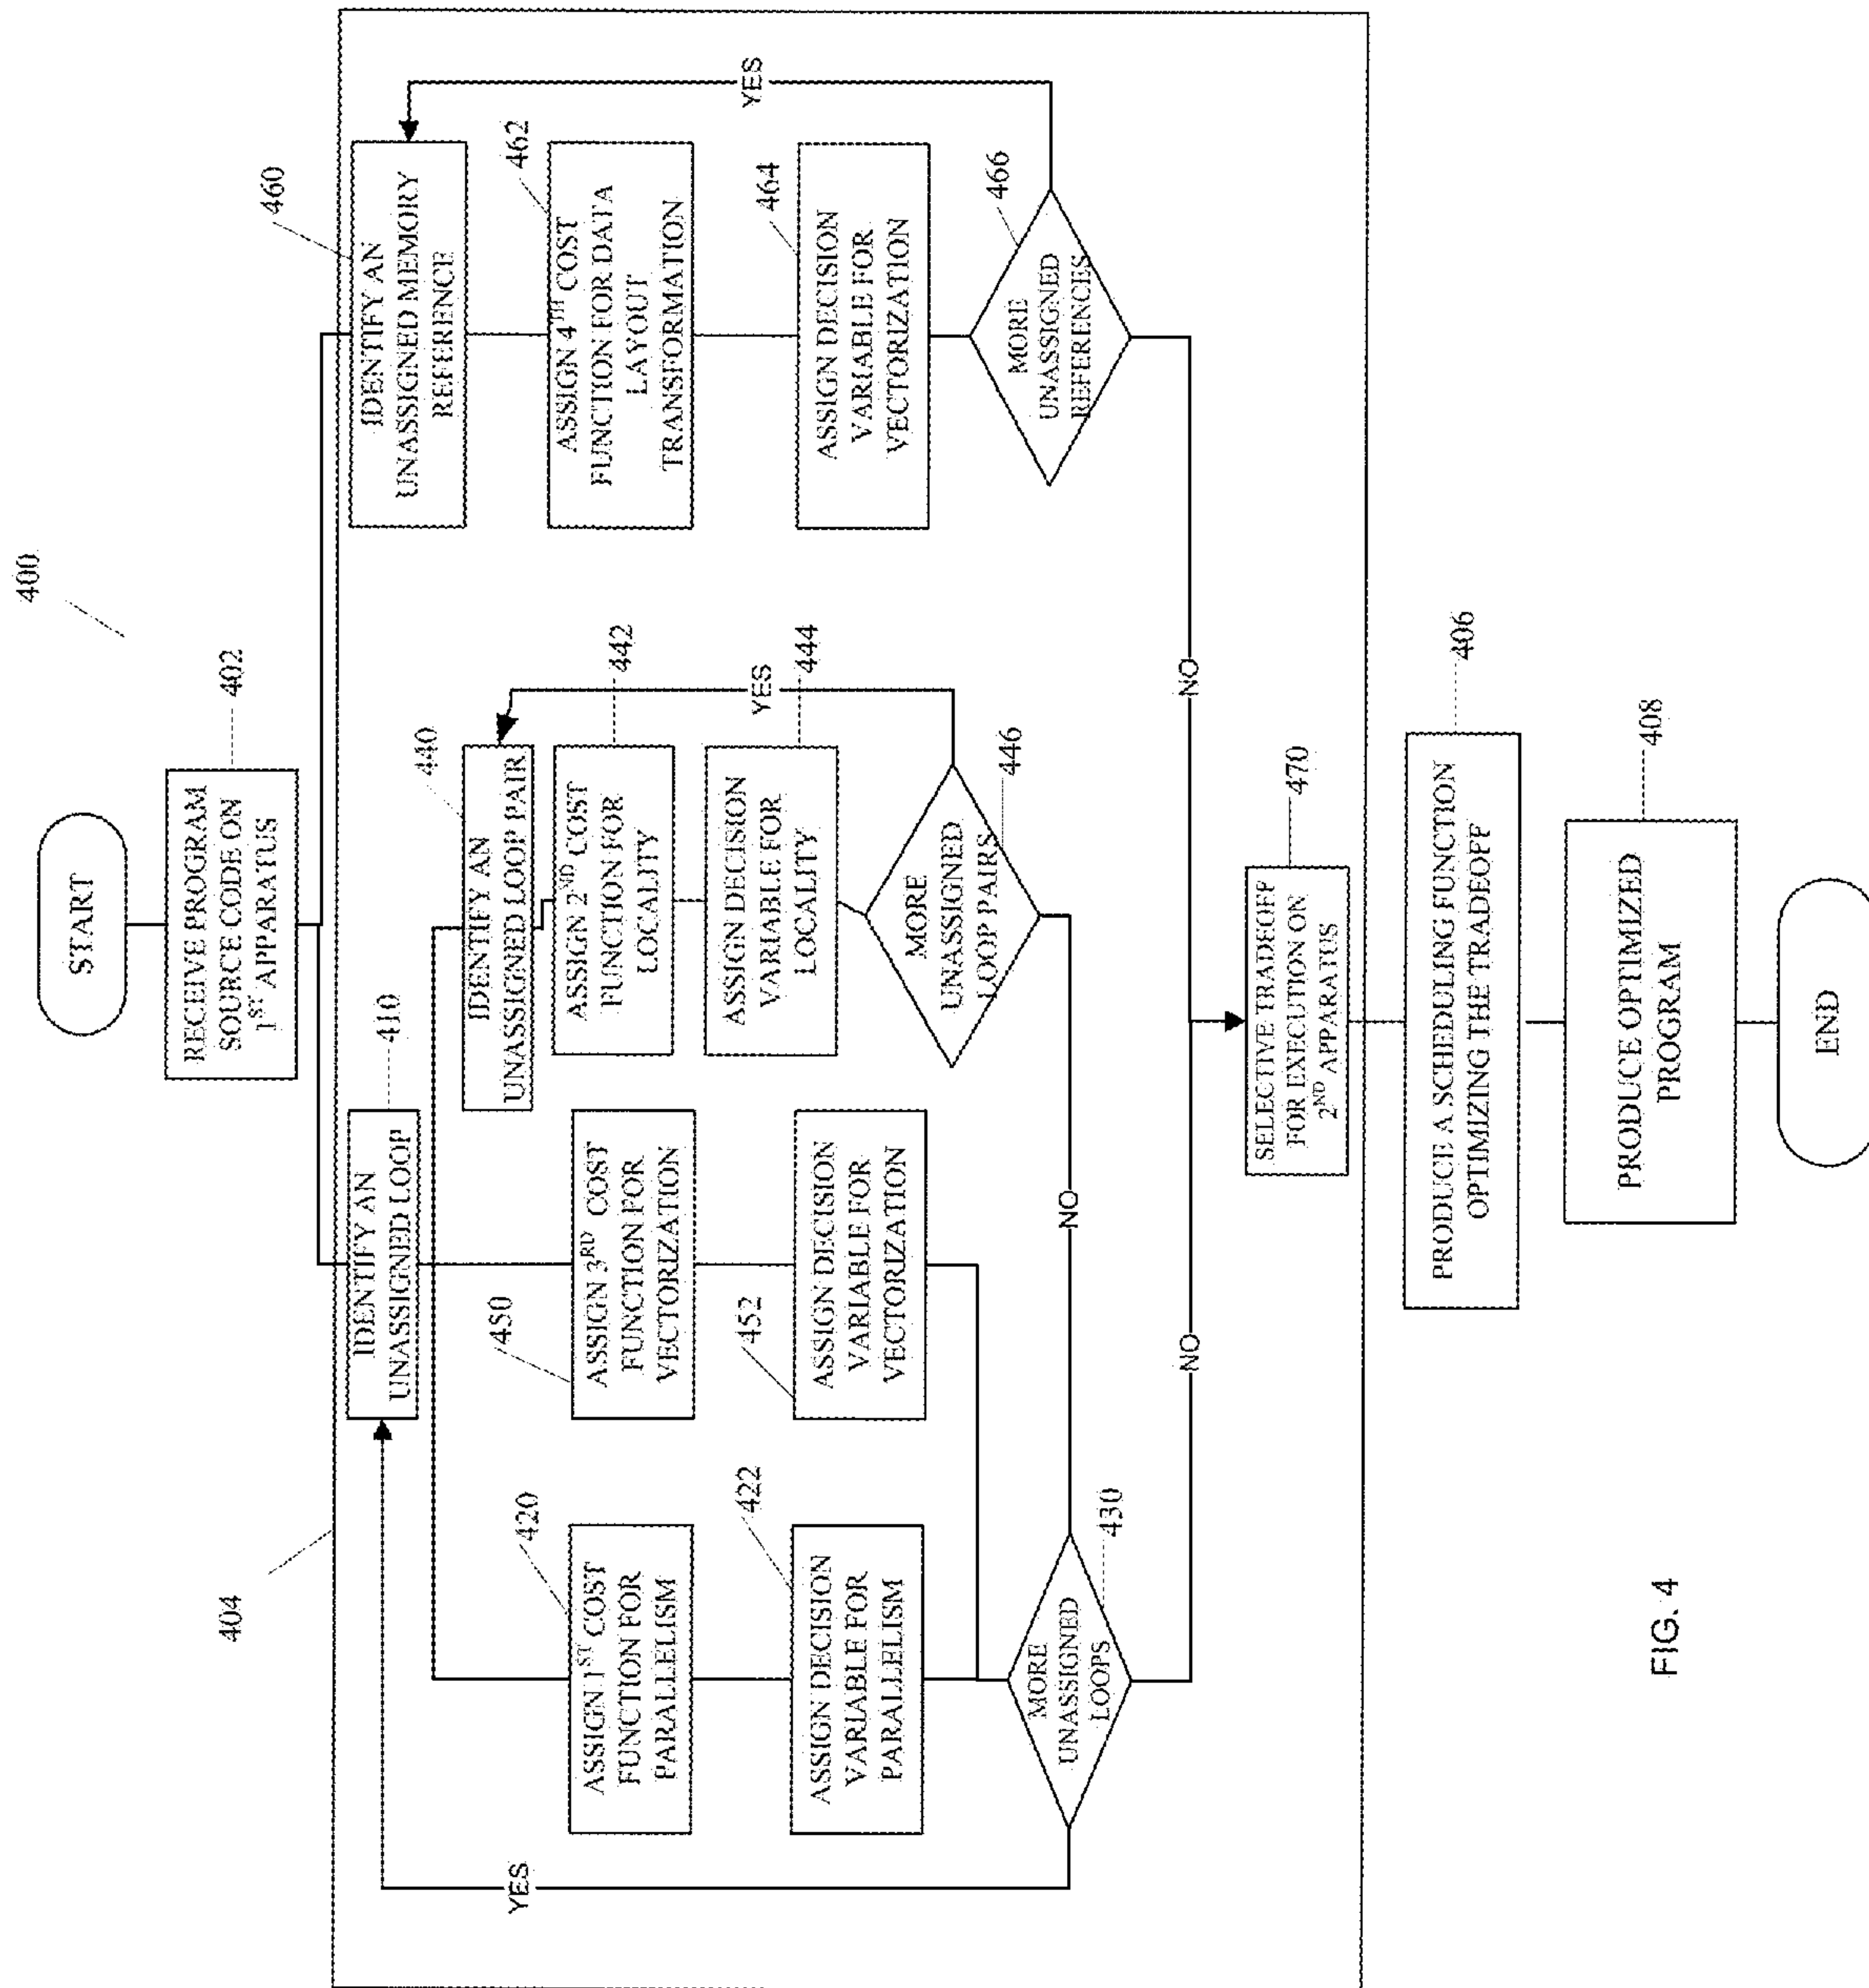 400
START
RECEIVE PROGRAM
SOURCE CODE ON
1ST APPARATUS
402
404
IDENTIFY AN
UNASSIGNED LOOP
410
IDENTIFY AN
UNASSIGNED MEMORY
REFERENCE
460
ASSIGN 1ST COST
FUNCTION FOR
PARALLELISM
420
ASSIGN DECISION
VARIABLE FOR
PARALLELISM
422
ASSIGN 3RD COST
FUNCTION FOR
VECTORIZATION
450
ASSIGN DECISION
VARIABLE FOR
VECTORIZATION
452
MORE
UNASSIGNED
LOOPS
430
YES
NO
NO
IDENTIFY AN
UNASSIGNED LOOP PAIR
440
ASSIGN 2ND COST
FUNCTION FOR
LOCALITY
442
ASSIGN DECISION
VARIABLE FOR
LOCALITY
444
MORE
UNASSIGNED
LOOP PAIRS
446
YES
ASSIGN 4TH COST
FUNCTION FOR DATA
LAYOUT
TRANSFORMATION
462
ASSIGN DECISION
VARIABLE FOR
VECTORIZATION
464
MORE
UNASSIGNED
REFERENCES
466
YES
NO
SELECTIVE TRADEOFF
FOR EXECUTION ON
2ND APPARATUS
470
PRODUCE A SCHEDULING FUNCTION
OPTIMIZING THE TRADEOFF
406
PRODUCE OPTIMIZED
PROGRAM
408
END
FIG. 4